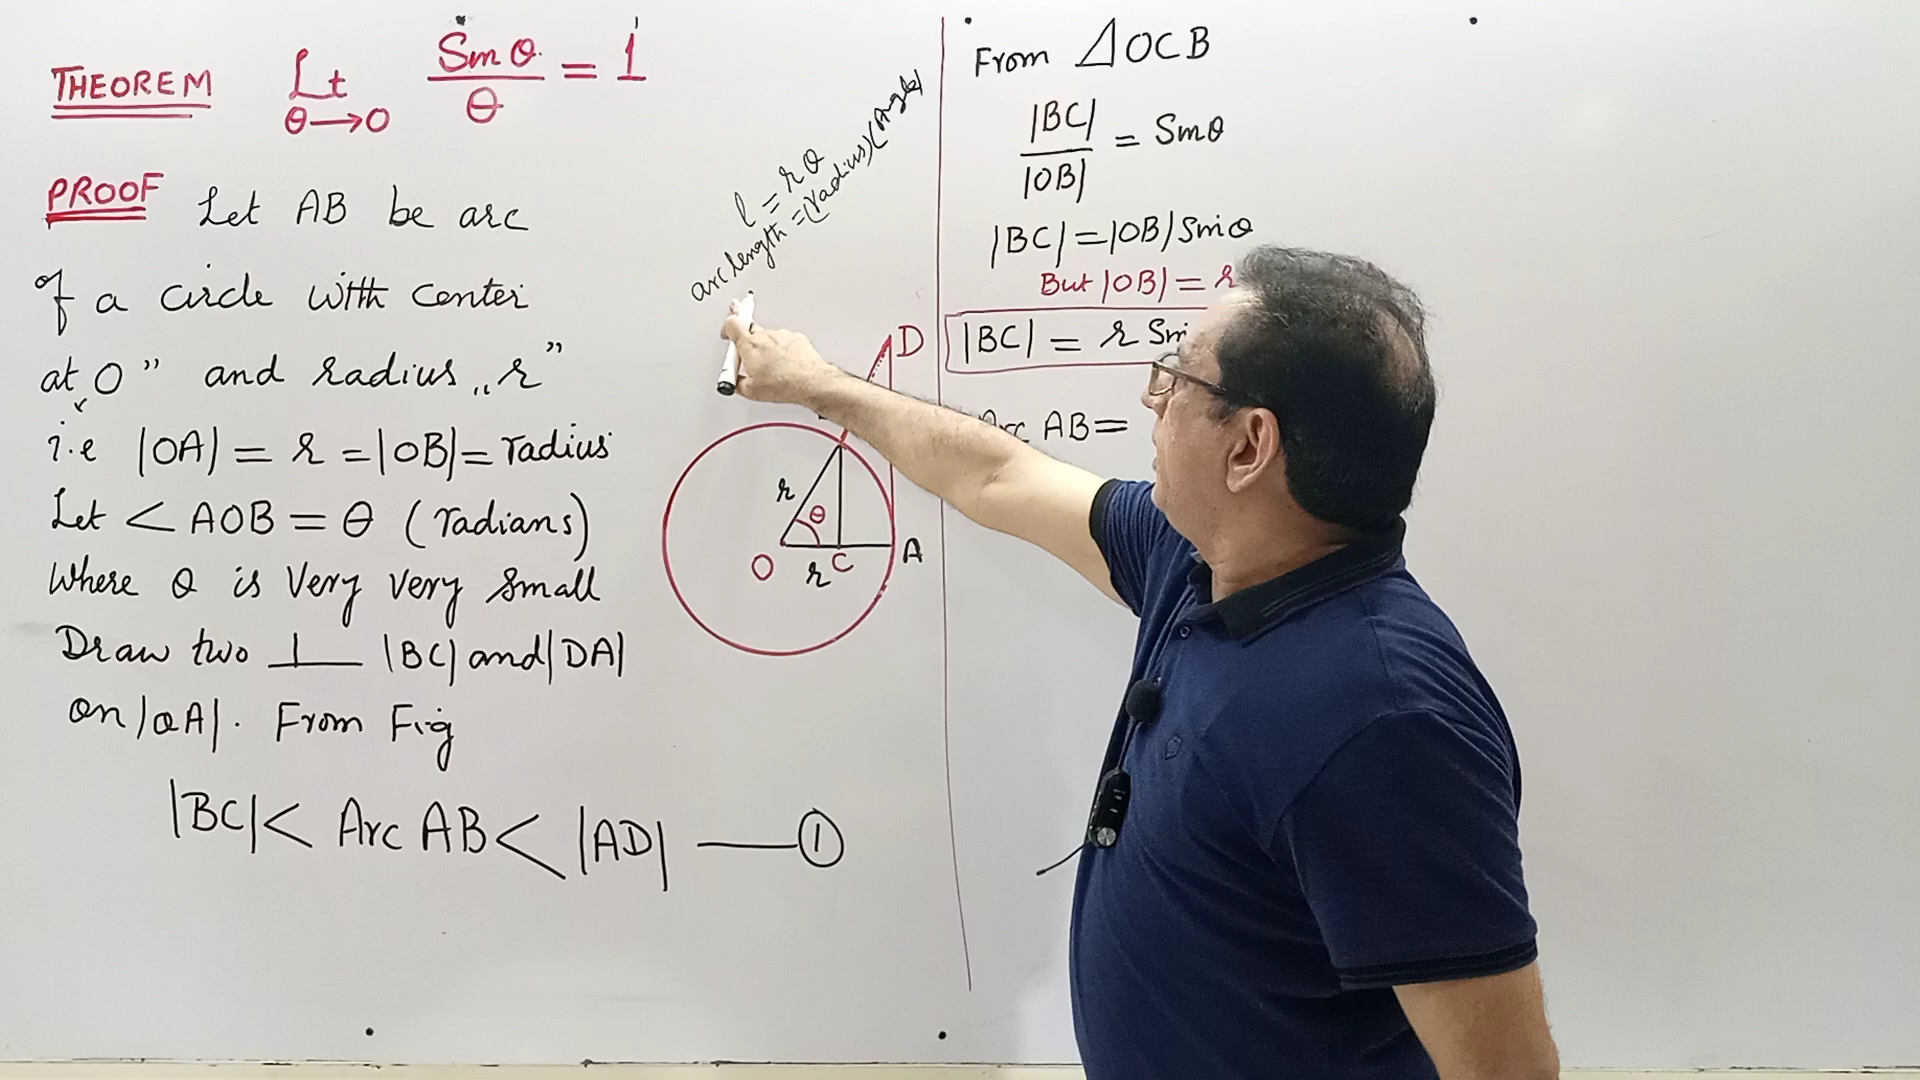 THEOREM Lt Sinθ/θ = 1
θ→0
PROOF Let AB be arc
of a circle with center
at O" and radius "r"
i.e |OA| = r = |OB| = radius
Let <AOB = θ (radians)
Where θ is Very Very Small
Draw two ⊥ |BC| and |DA|
on |OA|. From Fig
|BC| < Arc AB < |AD| — ①
l = rθ
arc length = (radius)(Angle)
D
r
θ
O r C A
From △OCB
|BC|/|OB| = Sinθ
|BC| = |OB| Sinθ
But |OB| = r
|BC| = r Sin
Arc AB =